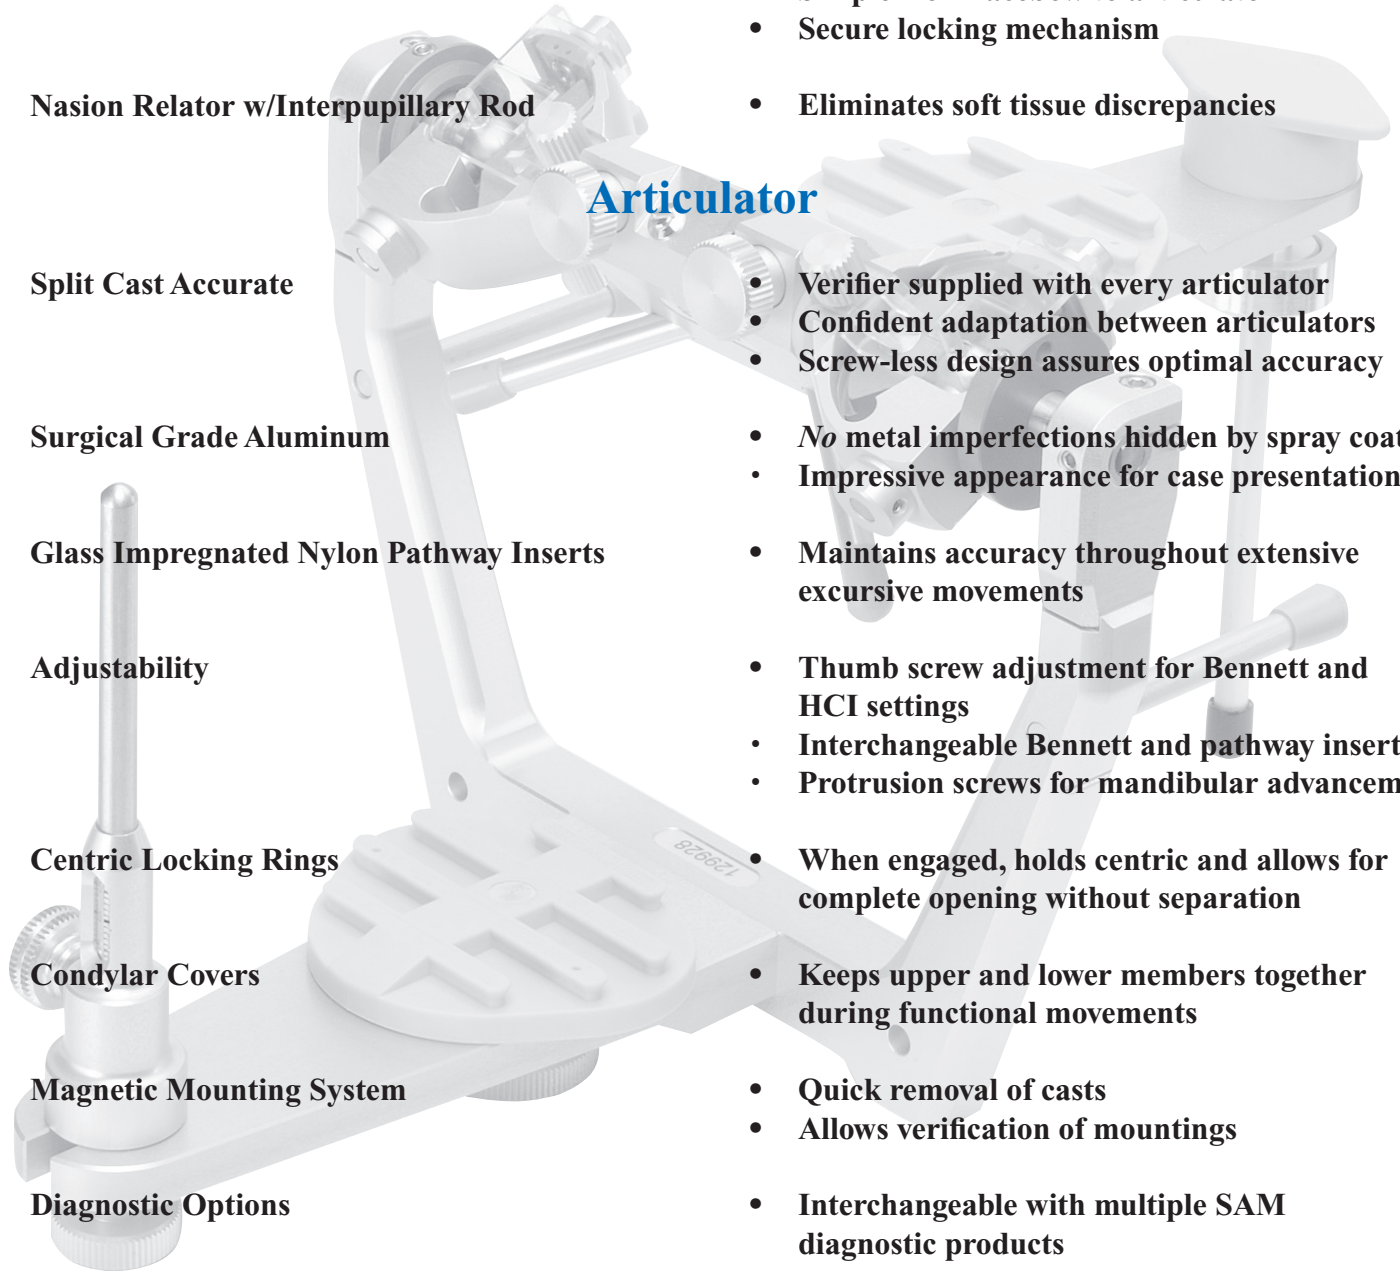 Secure locking mechanism
Nasion Relator w/Interpupillary Rod • Eliminates soft tissue discrepancies
Articulator
Split Cast Accurate • Verifier supplied with every articulator
• Confident adaptation between articulators
• Screw-less design assures optimal accuracy
Surgical Grade Aluminum • No metal imperfections hidden by spray coat
• Impressive appearance for case presentation
Glass Impregnated Nylon Pathway Inserts • Maintains accuracy throughout extensive
excursive movements
Adjustability • Thumb screw adjustment for Bennett and
HCI settings
• Interchangeable Bennett and pathway insert
• Protrusion screws for mandibular advancem
129928
Centric Locking Rings • When engaged, holds centric and allows for
complete opening without separation
Condylar Covers • Keeps upper and lower members together
during functional movements
Magnetic Mounting System • Quick removal of casts
• Allows verification of mountings
Diagnostic Options • Interchangeable with multiple SAM
diagnostic products